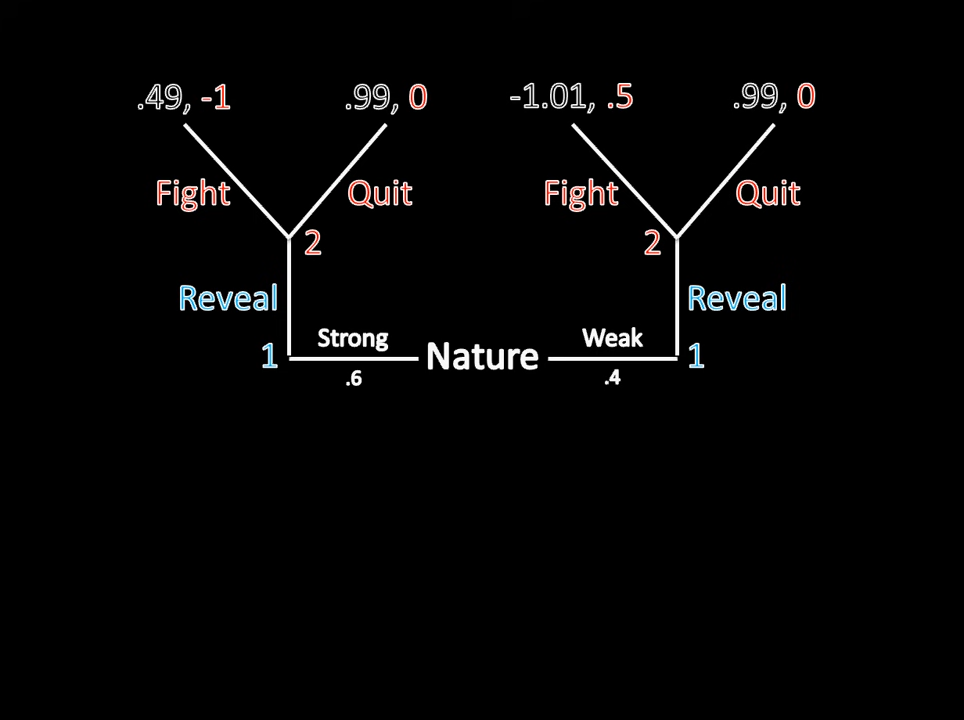 .49, -1 .99, 0 -1.01, .5 .99, 0
Fight Quit Fight Quit
2 2
Reveal Reveal
Strong Weak
1 Nature 1
.6 .4